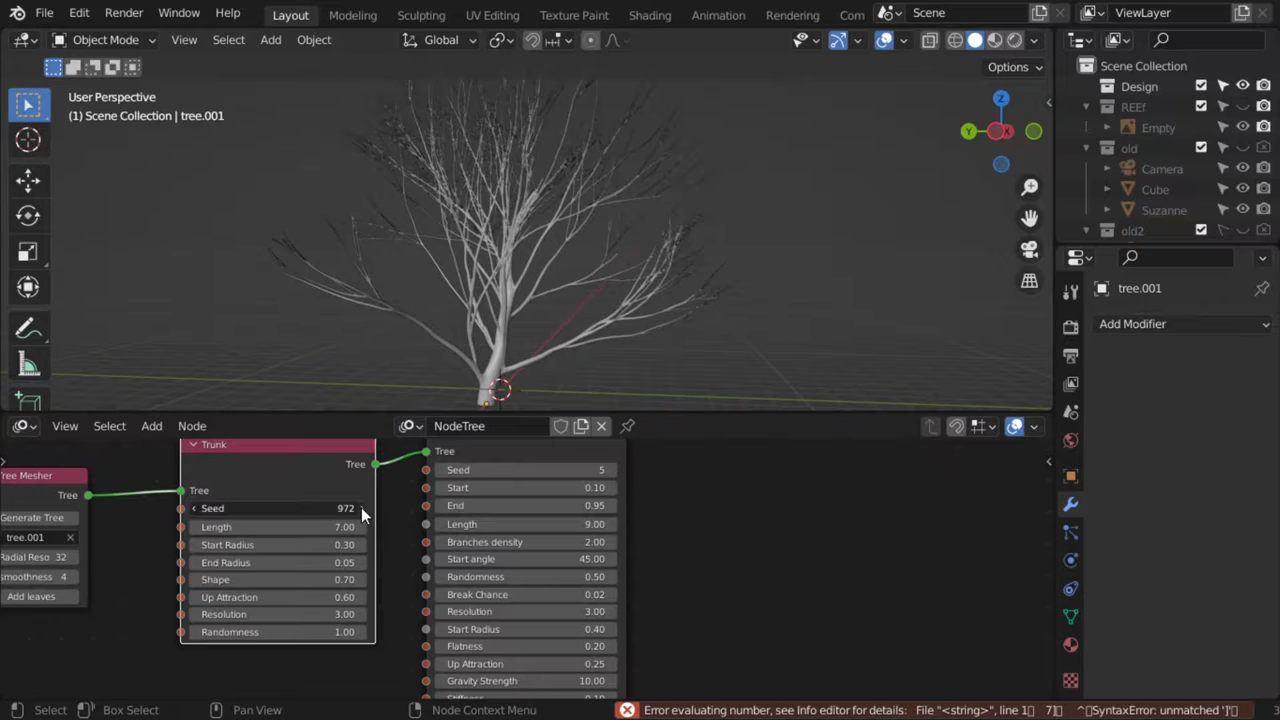 File Edit Render Window Help Layout Modeling Sculpting UV Editing Texture Paint Shading Animation Rendering Com Scene ViewLayer
Object Mode View Select Add Object Global
Options
User Perspective
(1) Scene Collection | tree.001
Z
Y
X
Scene Collection
Design
REEf
Empty
old
Camera
Cube
Suzanne
old2
tree.001
Add Modifier
View Select Add Node NodeTree
Tree Mesher
Tree
Generate Tree
tree.001
Radial Reso 32
smoothness 4
Add leaves
Trunk
Tree
Tree
Seed 972
Length 7.00
Start Radius 0.30
End Radius 0.05
Shape 0.70
Up Attraction 0.60
Resolution 3.00
Randomness 1.00
Tree
Seed 5
Start 0.10
End 0.95
Length 9.00
Branches density 2.00
Start angle 45.00
Randomness 0.50
Break Chance 0.02
Resolution 3.00
Start Radius 0.40
Flatness 0.20
Up Attraction 0.25
Gravity Strength 10.00
Stiffness 0.10
Select Box Select Pan View Node Context Menu Error evaluating number, see Info editor for details: File "<string>", line 1 7] ^SyntaxError: unmatched ']' 3